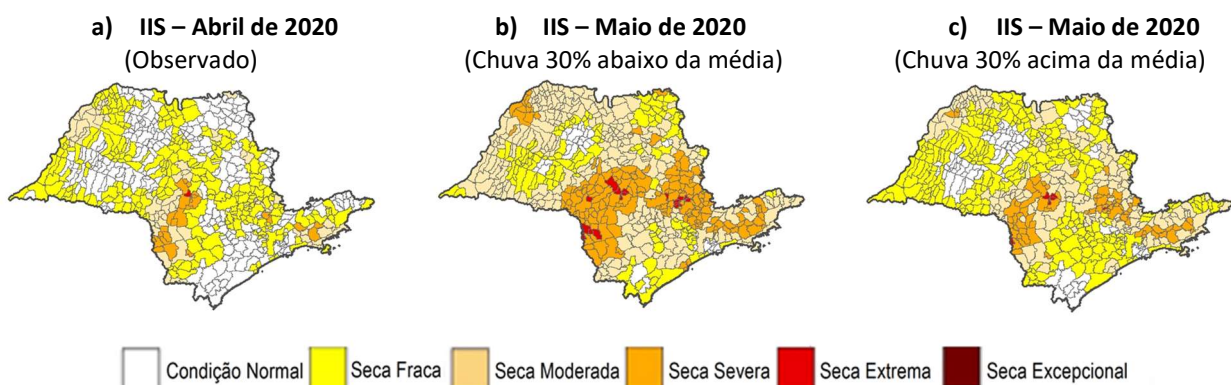 a) IIS – Abril de 2020
(Observado)
b) IIS – Maio de 2020
(Chuva 30% abaixo da média)
c) IIS – Maio de 2020
(Chuva 30% acima da média)
Condição Normal
Seca Fraca
Seca Moderada
Seca Severa
Seca Extrema
Seca Excepcional